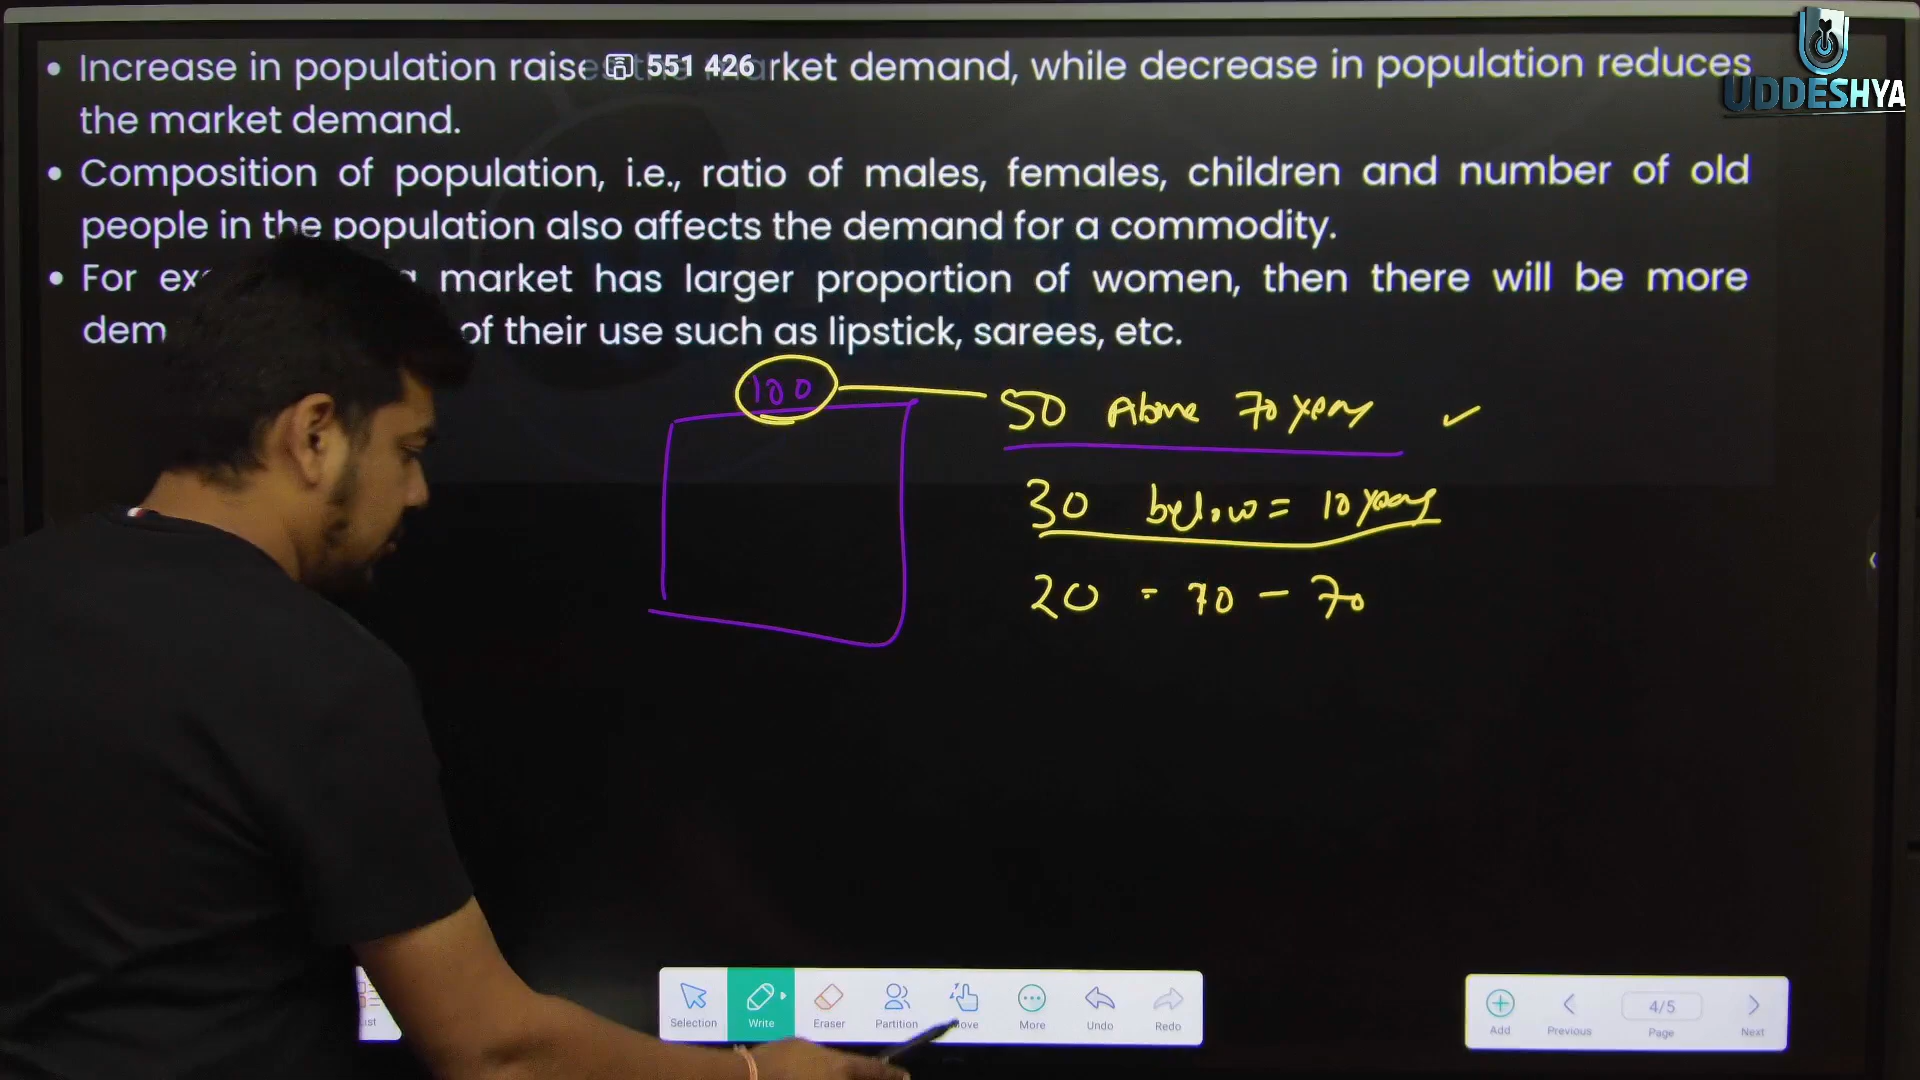 • Increase in population raise 551 426 rket demand, while decrease in population reduces
the market demand.
• Composition of population, i.e., ratio of males, females, children and number of old
people in the population also affects the demand for a commodity.
• For ex market has larger proportion of women, then there will be more
dem of their use such as lipstick, sarees, etc.
UDDESHYA
100
50 Above 70 years ✓
30 below = 10 years
20 - 70 - 70
List
Selection Write Eraser Partition Move More Undo Redo
Add Previous 4/5 Page Next